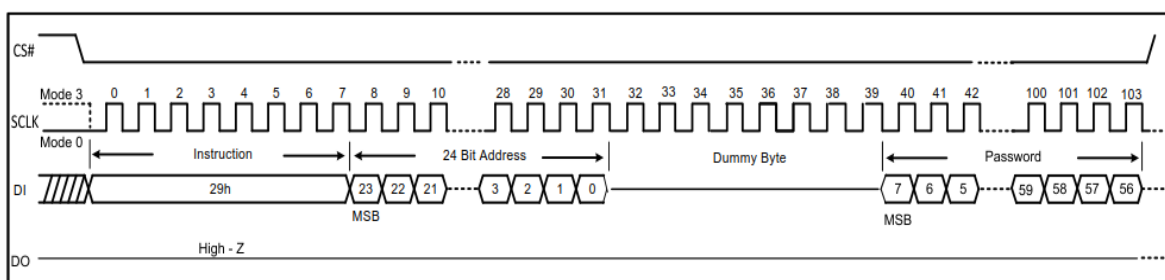 CS#
Mode 3 0 1 2 3 4 5 6 7 8 9 10 28 29 30 31 32 33 34 35 36 37 38 39 40 41 42 100 101 102 103
SCLK
Mode 0
Instruction 24 Bit Address Dummy Byte Password
DI 29h 23 22 21 3 2 1 0 7 6 5 59 58 57 56
MSB MSB
High - Z
DO